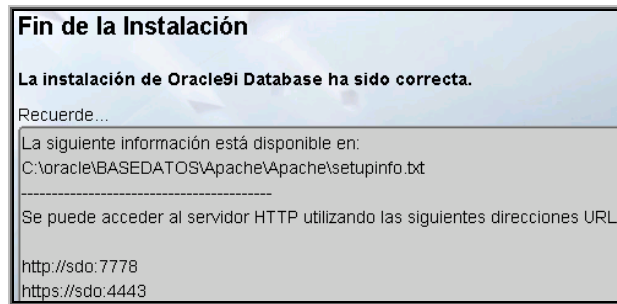 Fin de la Instalación
La instalación de Oracle9i Database ha sido correcta.
Recuerde...
La siguiente información está disponible en:
C:\oracle\BASEDATOS\Apache\Apache\setupinfo.txt
-----------------------------------------
Se puede acceder al servidor HTTP utilizando las siguientes direcciones URL
http://sdo:7778
https://sdo:4443